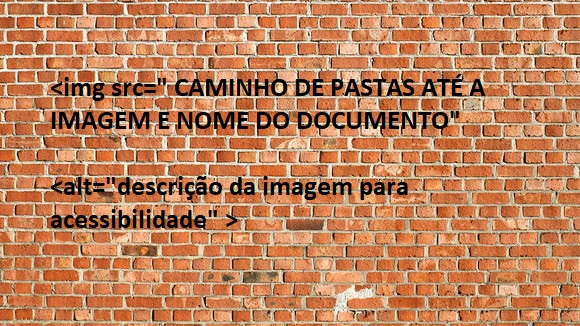 <img src=" CAMINHO DE PASTAS ATÉ A
IMAGEM E NOME DO DOCUMENTO"
<alt="descrição da imagem para
acessibilidade" >